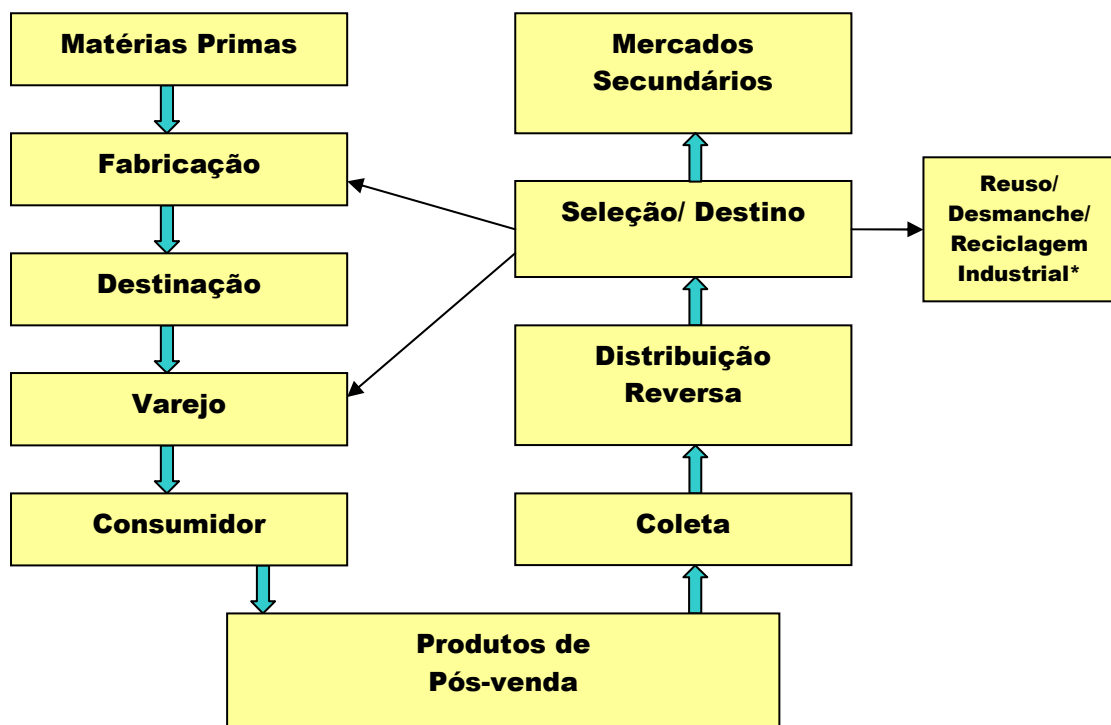 Matérias Primas
Fabricação
Destinação
Varejo
Consumidor
Produtos de
Pós-venda
Coleta
Distribuição
Reversa
Seleção/ Destino
Mercados
Secundários
Reuso/
Desmanche/
Reciclagem
Industrial*